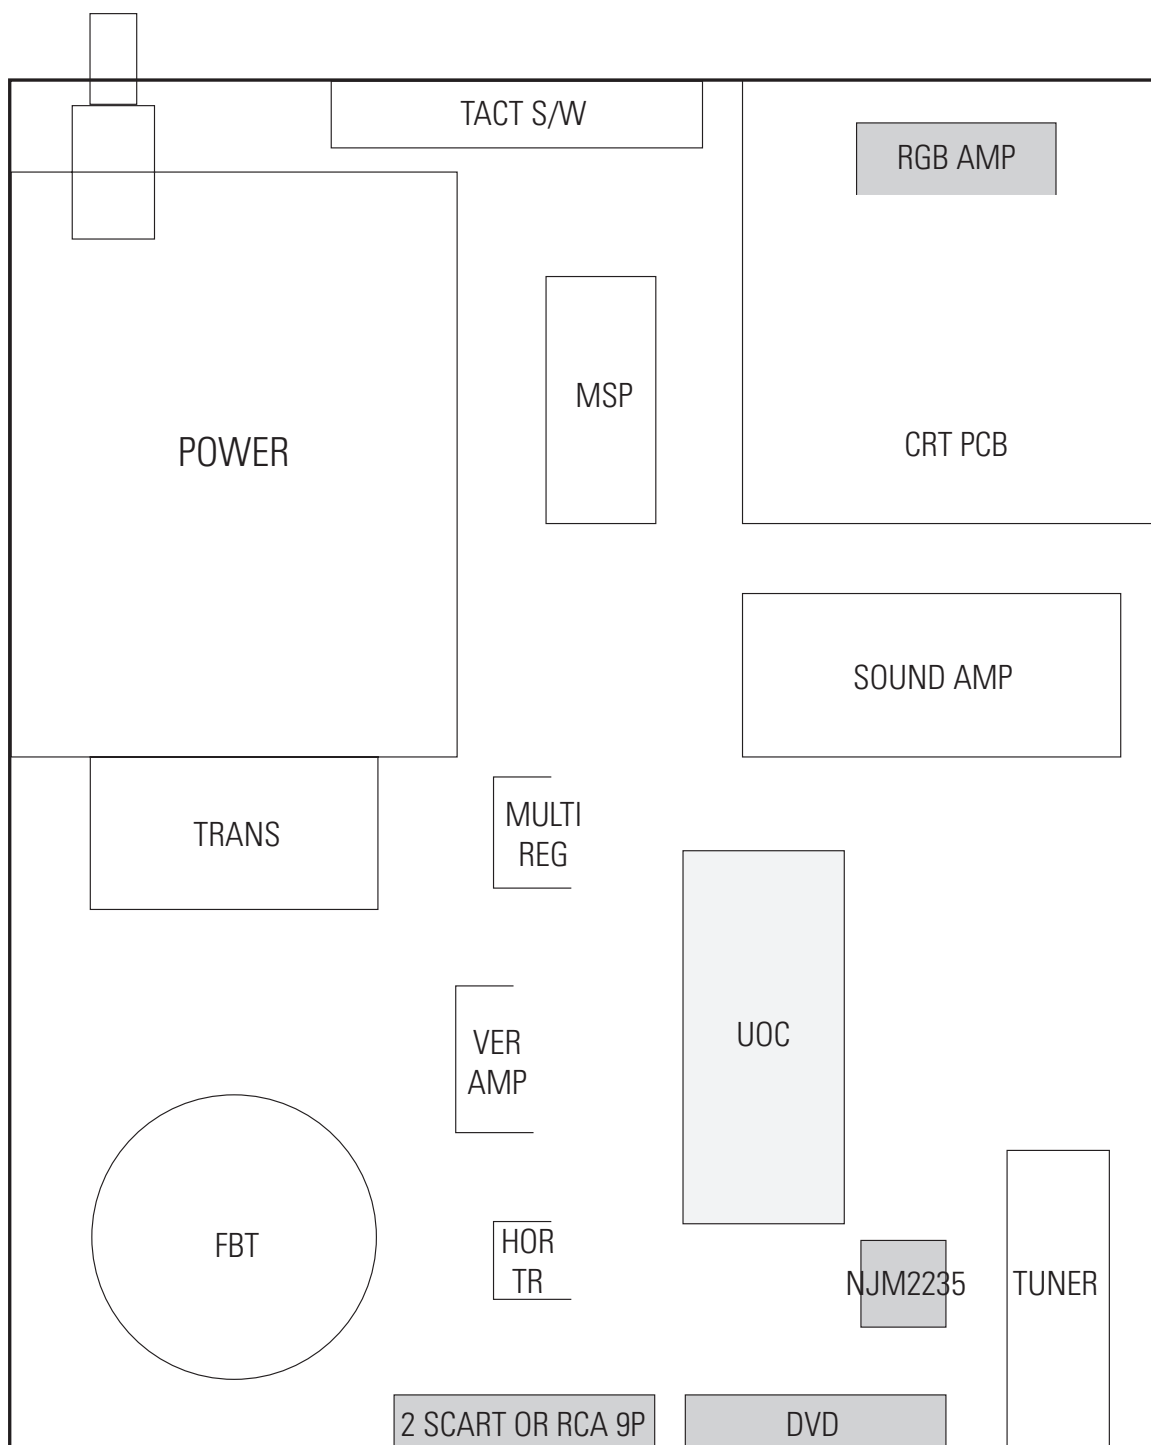 TACT S/W
RGB AMP
MSP
POWER
CRT PCB
SOUND AMP
MULTI
REG
TRANS
UOC
VER
AMP
FBT
HOR
TR
NJM2235
TUNER
2 SCART OR RCA 9P
DVD